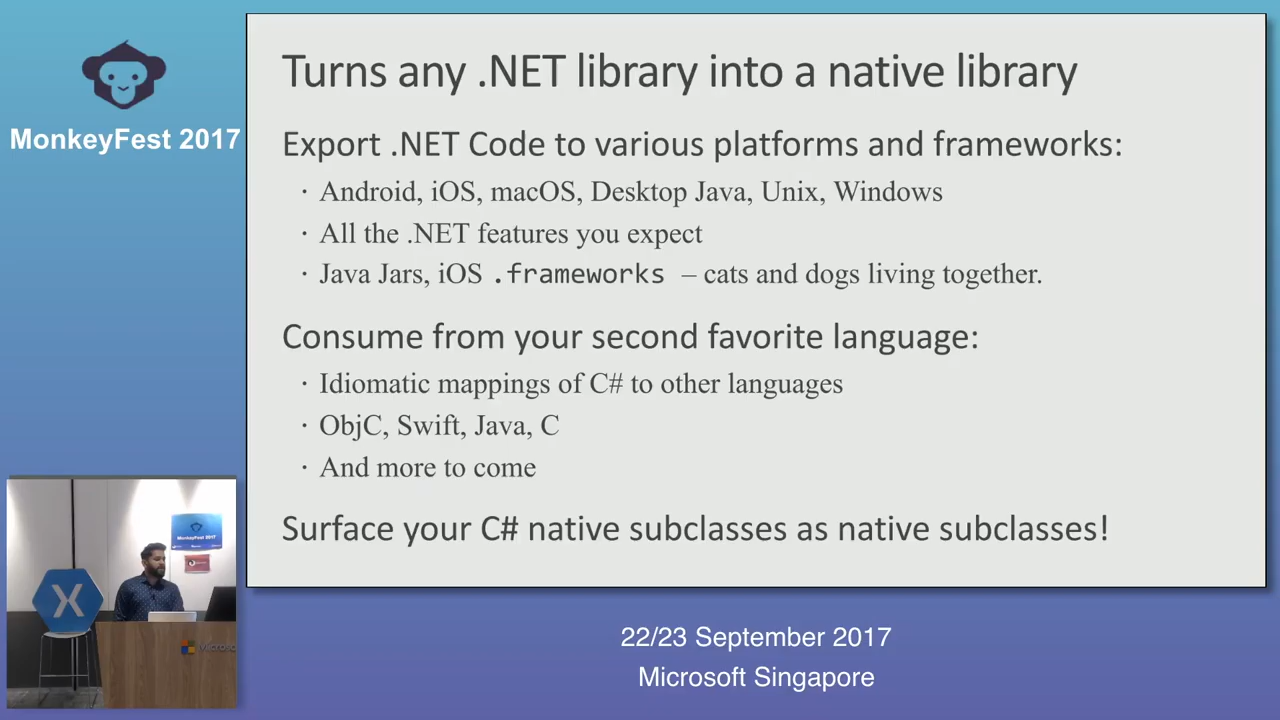 MonkeyFest 2017
Turns any .NET library into a native library
Export .NET Code to various platforms and frameworks:
· Android, iOS, macOS, Desktop Java, Unix, Windows
· All the .NET features you expect
· Java Jars, iOS .frameworks – cats and dogs living together.
Consume from your second favorite language:
· Idiomatic mappings of C# to other languages
· ObjC, Swift, Java, C
· And more to come
Surface your C# native subclasses as native subclasses!
MonkeyFest 2017
X
Microso
22/23 September 2017
Microsoft Singapore